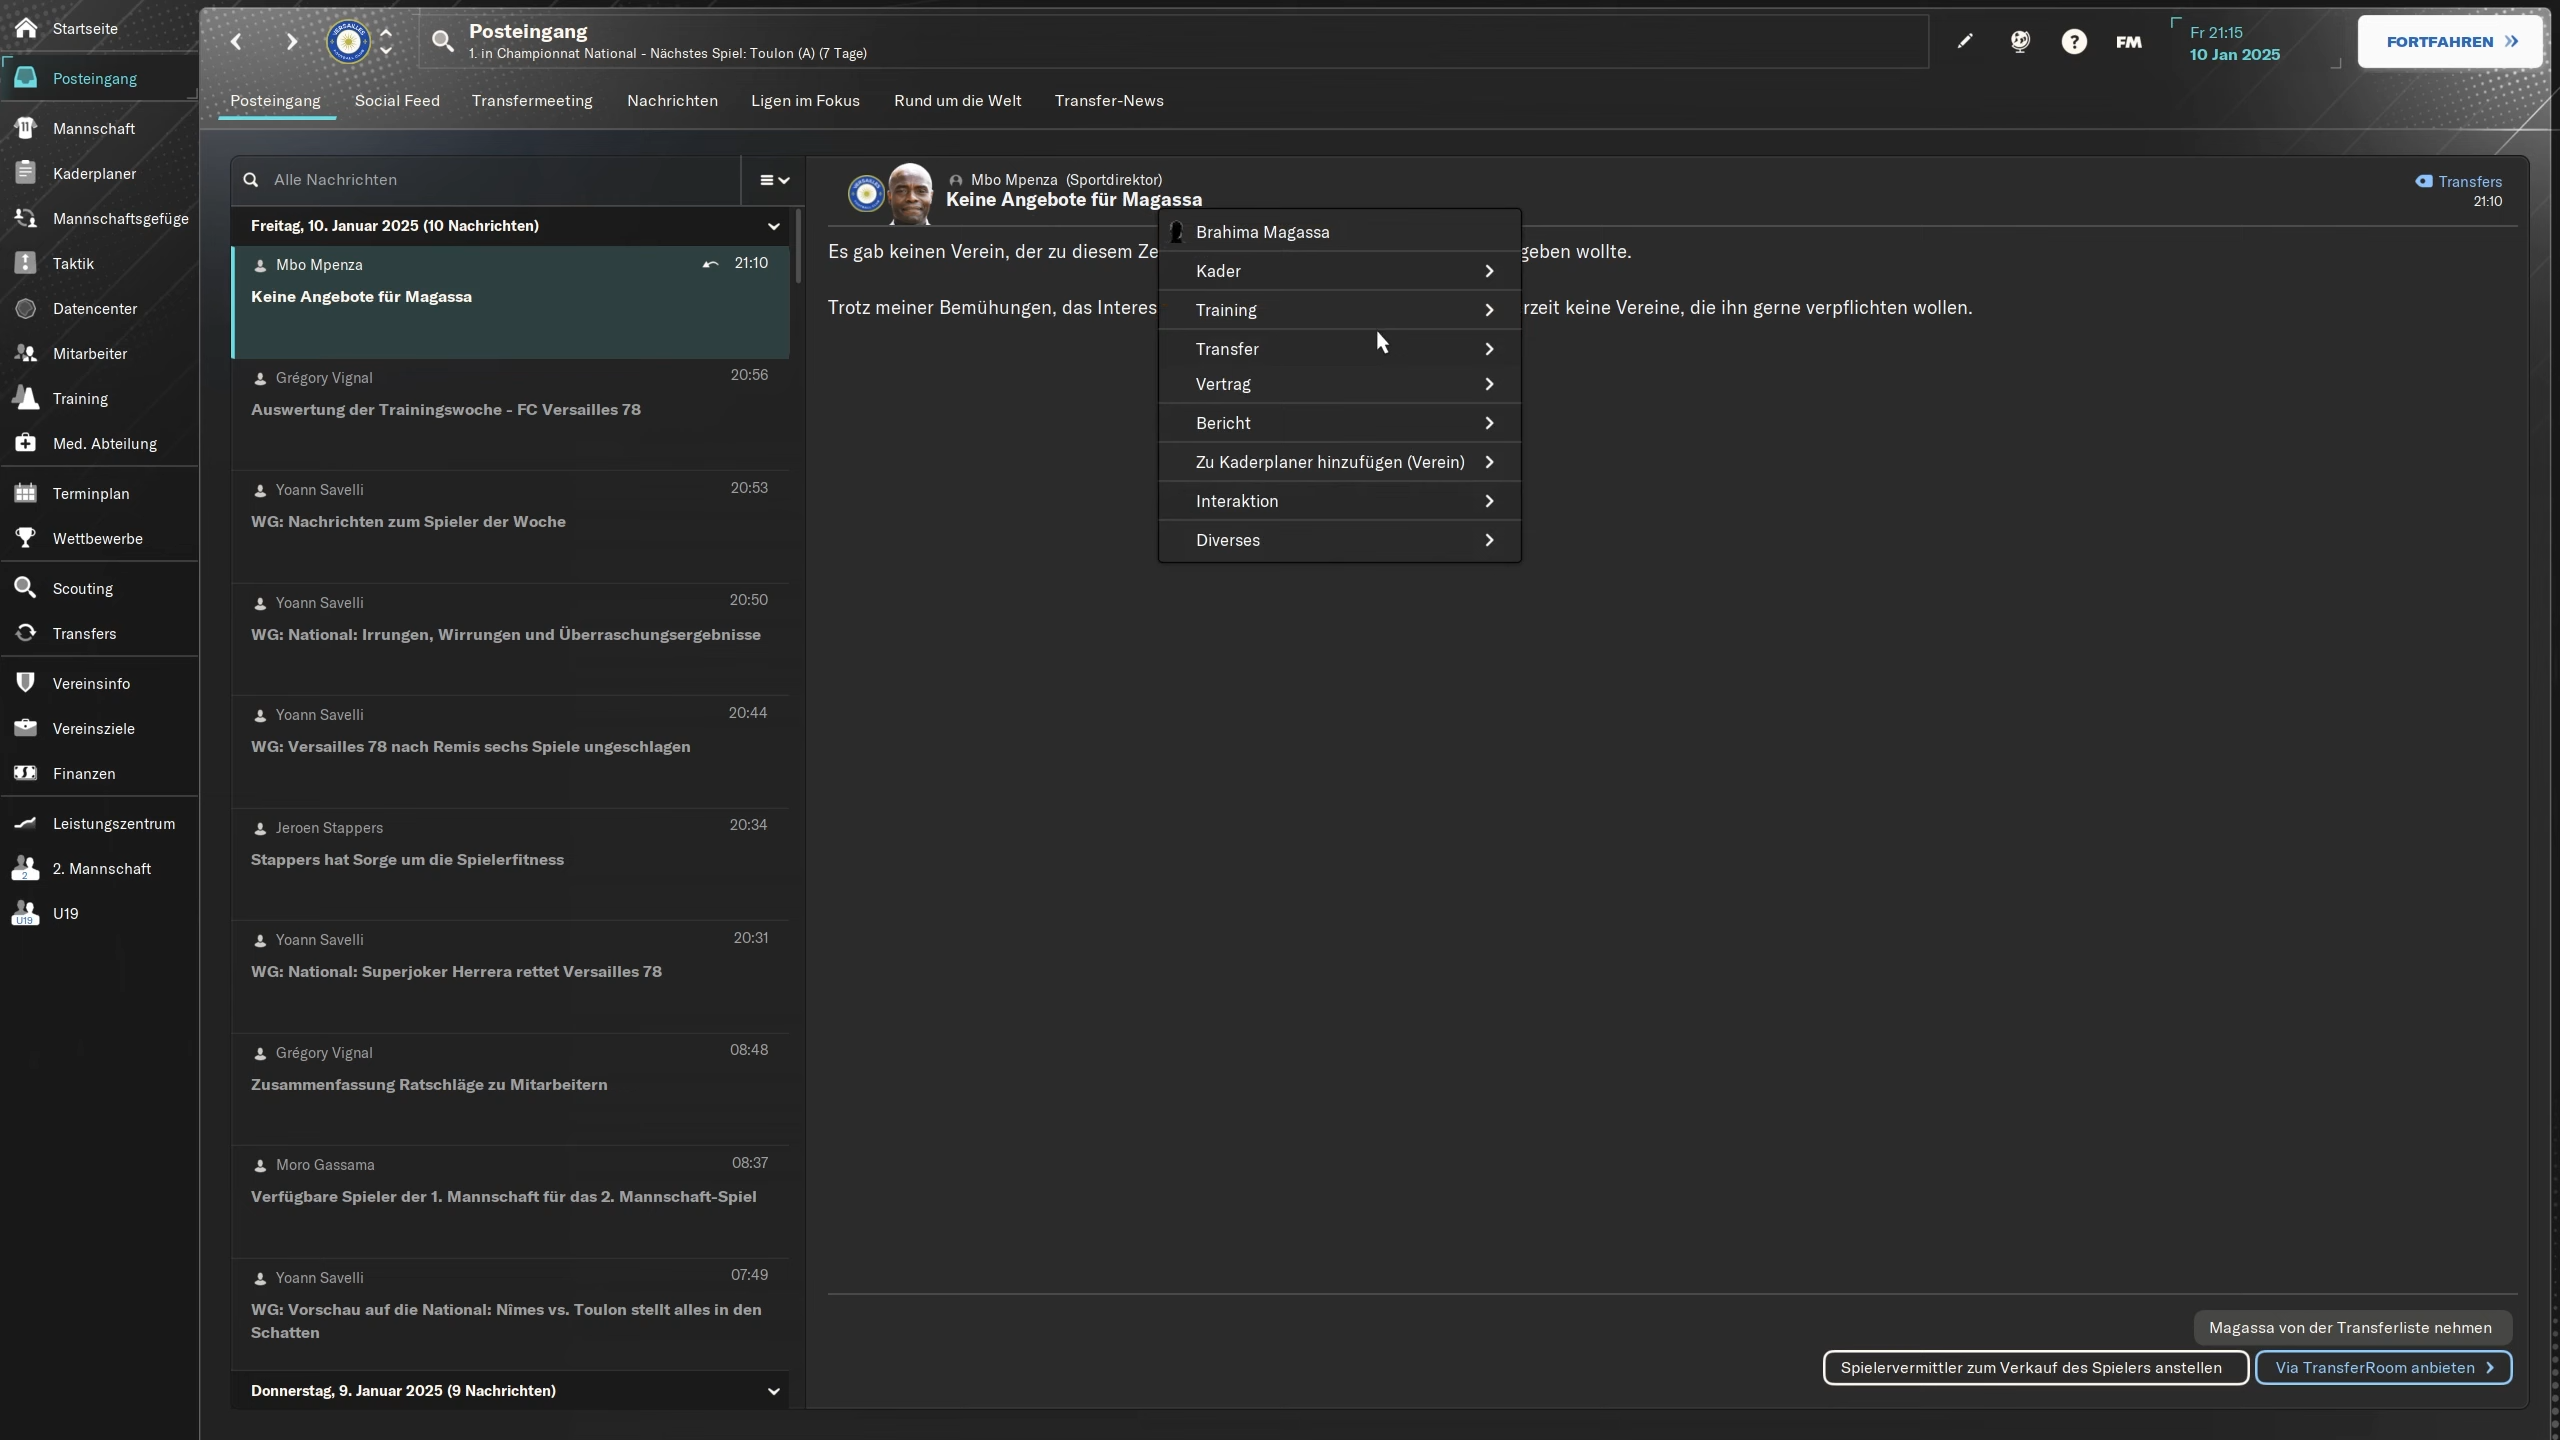 Startseite
Posteingang
Mannschaft
Kaderplaner
Mannschaftsgefüge
Taktik
Datencenter
Mitarbeiter
Training
Med. Abteilung
Terminplan
Wettbewerbe
Scouting
Transfers
Vereinsinfo
Vereinsziele
Finanzen
Leistungszentrum
2. Mannschaft
U19
Posteingang
1. in Championnat National - Nächstes Spiel: Toulon (A) (7 Tage)
FM
Fr 21:15
10 Jan 2025
FORTFAHREN
Posteingang Social Feed Transfermeeting Nachrichten Ligen im Fokus Rund um die Welt Transfer-News
Alle Nachrichten
Freitag, 10. Januar 2025 (10 Nachrichten)
Mbo Mpenza 21:10
Keine Angebote für Magassa
Grégory Vignal 20:56
Auswertung der Trainingswoche - FC Versailles 78
Yoann Savelli 20:53
WG: Nachrichten zum Spieler der Woche
Yoann Savelli 20:50
WG: National: Irrungen, Wirrungen und Überraschungsergebnisse
Yoann Savelli 20:44
WG: Versailles 78 nach Remis sechs Spiele ungeschlagen
Jeroen Stappers 20:34
Stappers hat Sorge um die Spielerfitness
Yoann Savelli 20:31
WG: National: Superjoker Herrera rettet Versailles 78
Grégory Vignal 08:48
Zusammenfassung Ratschläge zu Mitarbeitern
Moro Gassama 08:37
Verfügbare Spieler der 1. Mannschaft für das 2. Mannschaft-Spiel
Yoann Savelli 07:49
WG: Vorschau auf die National: Nîmes vs. Toulon stellt alles in den
Schatten
Donnerstag, 9. Januar 2025 (9 Nachrichten)
Mbo Mpenza (Sportdirektor)
Keine Angebote für Magassa
Transfers
21:10
Es gab keinen Verein, der zu diesem Ze geben wollte.
Trotz meiner Bemühungen, das Interes rzeit keine Vereine, die ihn gerne verpflichten wollen.
Brahima Magassa
Kader
Training
Transfer
Vertrag
Bericht
Zu Kaderplaner hinzufügen (Verein)
Interaktion
Diverses
Magassa von der Transferliste nehmen
Spielervermittler zum Verkauf des Spielers anstellen
Via TransferRoom anbieten